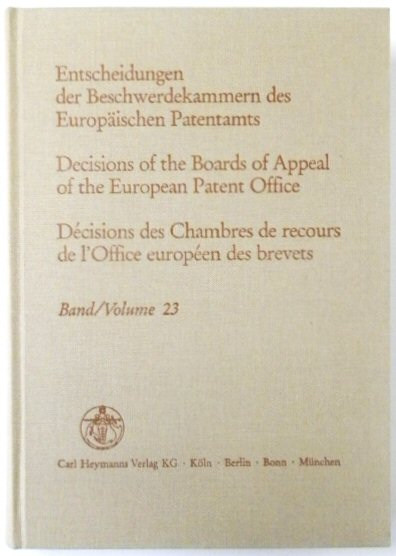 Entscheidungen
der Beschwerdekammern des
Europäischen Patentamts
Decisions of the Boards of Appeal
of the European Patent Office
Décisions des Chambres de recours
de l'Office européen des brevets
Band/Volume 23
Carl Heymanns Verlag KG · Köln · Berlin · Bonn · München